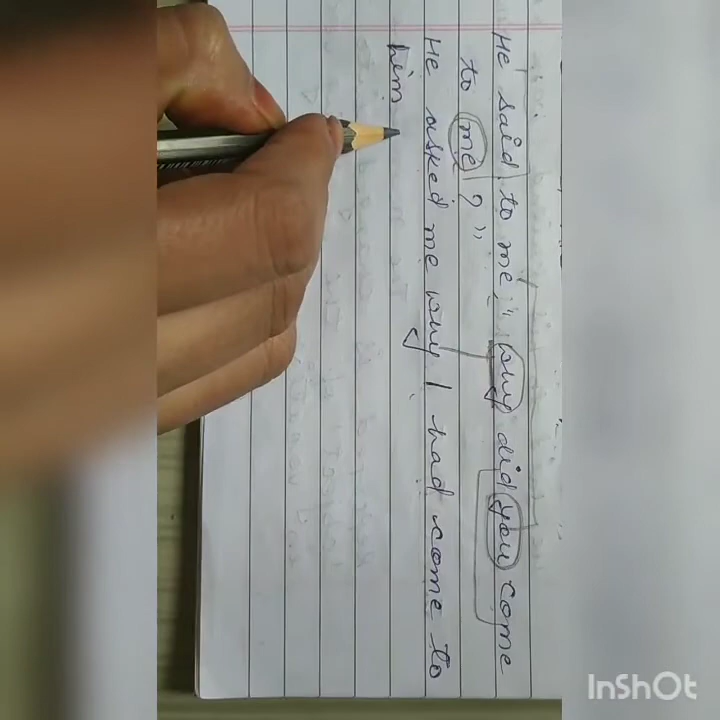 He said to me, "why did you come
to me?"
He asked me why I had come to
him
InShOt